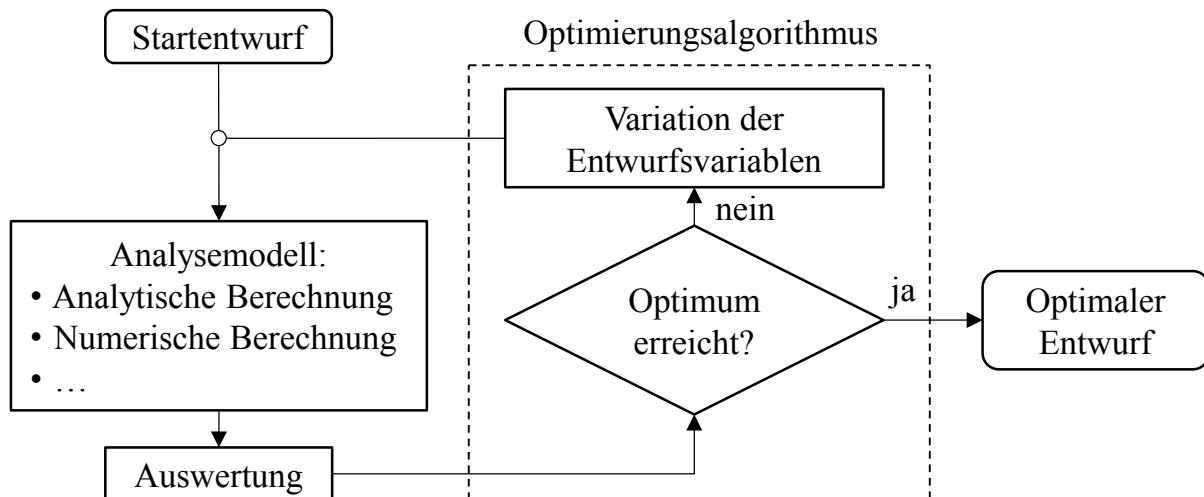 Startentwurf
Optimierungsalgorithmus
Variation der
Entwurfsvariablen
nein
Analysemodell:
• Analytische Berechnung
• Numerische Berechnung
• …
Optimum
erreicht?
ja
Optimaler
Entwurf
Auswertung